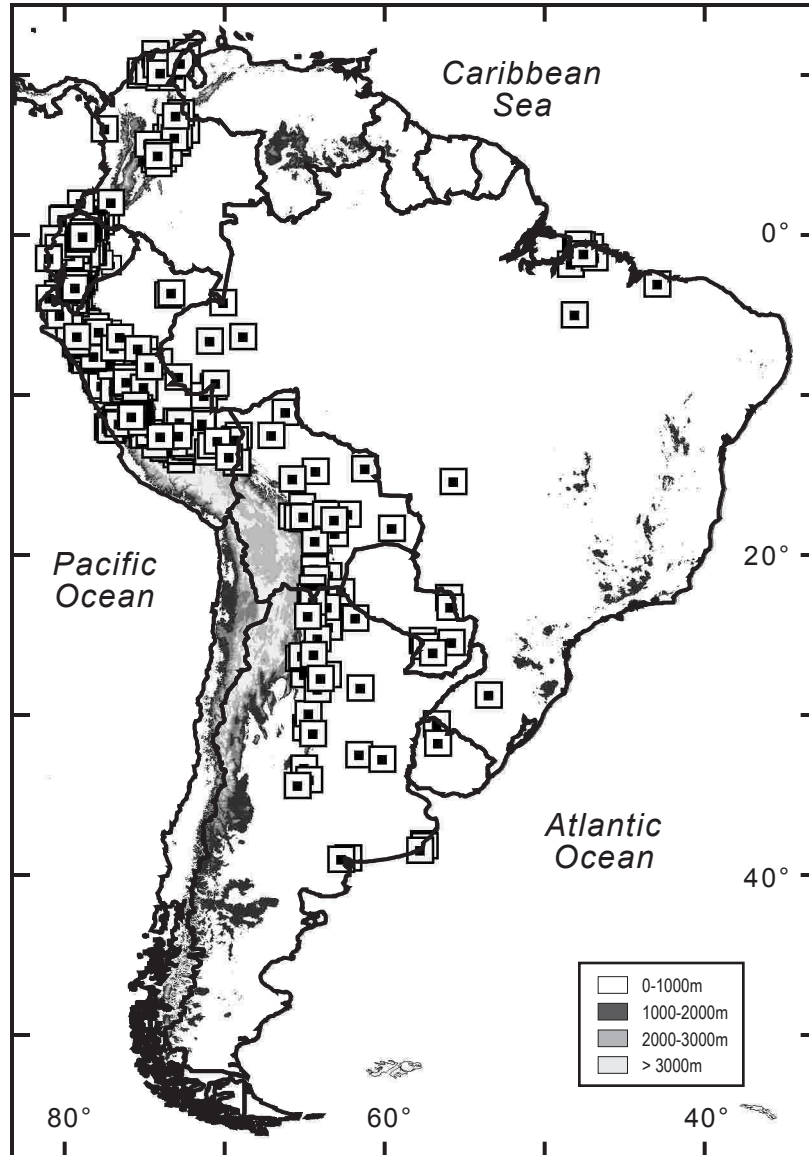 Caribbean
Sea
0°
Pacific
Ocean
20°
Atlantic
Ocean
40°
0-1000m
1000-2000m
2000-3000m
> 3000m
80°
60°
40°